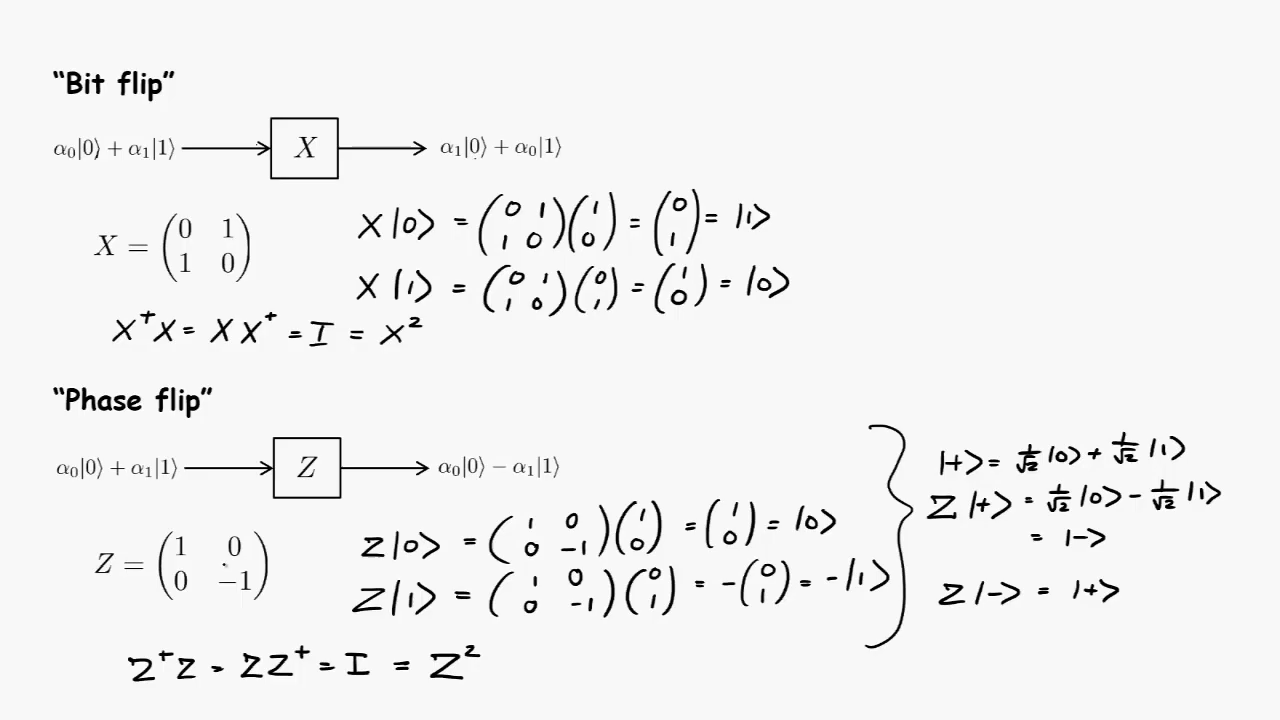 “Bit flip”
α₀|0⟩ + α₁|1⟩ → X → α₁|0⟩ + α₀|1⟩
X = (0 1; 1 0)
X|0⟩ = (0 1; 1 0)(1; 0) = (0; 1) = |1⟩
X|1⟩ = (0 1; 1 0)(0; 1) = (1; 0) = |0⟩
X⁺X = XX⁺ = I = X²
“Phase flip”
α₀|0⟩ + α₁|1⟩ → Z → α₀|0⟩ − α₁|1⟩
Z = (1 0; 0 −1)
Z|0⟩ = (1 0; 0 −1)(1; 0) = (1; 0) = |0⟩
Z|1⟩ = (1 0; 0 −1)(0; 1) = −(0; 1) = −|1⟩
Z⁺Z = ZZ⁺ = I = Z²
|+⟩ = 1/√2 |0⟩ + 1/√2 |1⟩
Z|+⟩ = 1/√2 |0⟩ − 1/√2 |1⟩
= |−⟩
Z|−⟩ = |+⟩